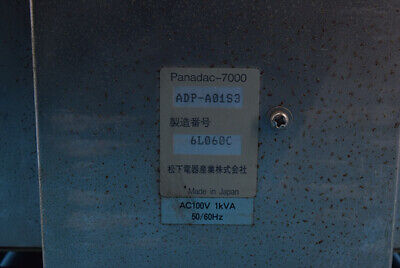 Panadac-7000
ADP-A01S3
製造番号
6L060C
松下電器産業株式会社
Made in Japan
AC100V 1kVA
50/60Hz